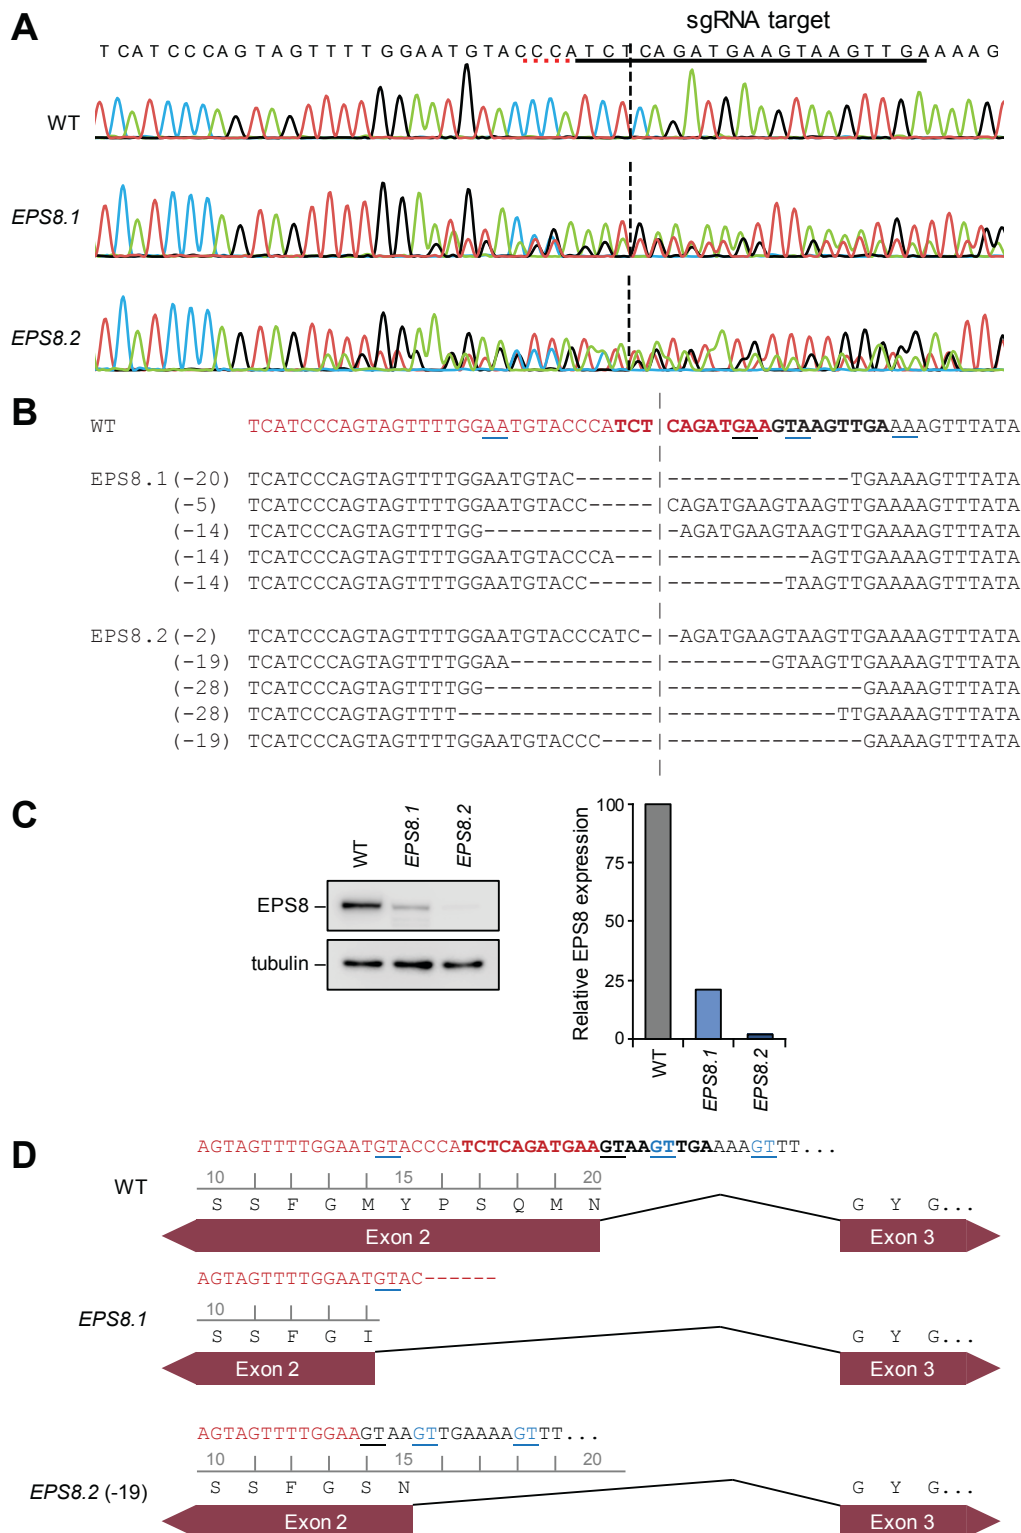 A
sgRNA target
T C A T C C C A G T A G T T T T G G A A T G T A C C C C A T C T C A G A T G A A G T A A G T T G A A A A G
WT
EPS8.1
EPS8.2
B
WT TCATCCCAGTAGTTTTGGAATGTACCCATCT|CAGATGAAGTAAGTTGAAAAGTTTATA
EPS8.1(-20) TCATCCCAGTAGTTTTGGAATGTAC------|--------------TGAAAAGTTTATA
(-5) TCATCCCAGTAGTTTTGGAATGTACC-----|CAGATGAAGTAAGTTGAAAAGTTTATA
(-14) TCATCCCAGTAGTTTTGG-------------|-AGATGAAGTAAGTTGAAAAGTTTATA
(-14) TCATCCCAGTAGTTTTGGAATGTACCCA---|-----------AGTTGAAAAGTTTATA
(-14) TCATCCCAGTAGTTTTGGAATGTACC-----|---------TAAGTTGAAAAGTTTATA
EPS8.2(-2) TCATCCCAGTAGTTTTGGAATGTACCCATC-|-AGATGAAGTAAGTTGAAAAGTTTATA
(-19) TCATCCCAGTAGTTTTGGAA-----------|--------GTAAGTTGAAAAGTTTATA
(-28) TCATCCCAGTAGTTTTGG-------------|---------------GAAAAGTTTATA
(-28) TCATCCCAGTAGTTTT---------------|-------------TTGAAAAGTTTATA
(-19) TCATCCCAGTAGTTTTGGAATGTACCC----|---------------GAAAAGTTTATA
C
WT EPS8.1 EPS8.2
EPS8
tubulin
Relative EPS8 expression
100
75
50
25
0
WT EPS8.1 EPS8.2
D
AGTAGTTTTGGAATGTACCCATCTCAGATGAAGTAAGTTGAAAAGTTT...
10 15 20
WT
S S F G M Y P S Q M N G Y G...
Exon 2 Exon 3
AGTAGTTTTGGAATGTAC------
10
EPS8.1
S S F G I G Y G...
Exon 2 Exon 3
AGTAGTTTTGGAAGTAAGTTGAAAAGTTT...
10 15 20
EPS8.2 (-19)
S S F G S N G Y G...
Exon 2 Exon 3